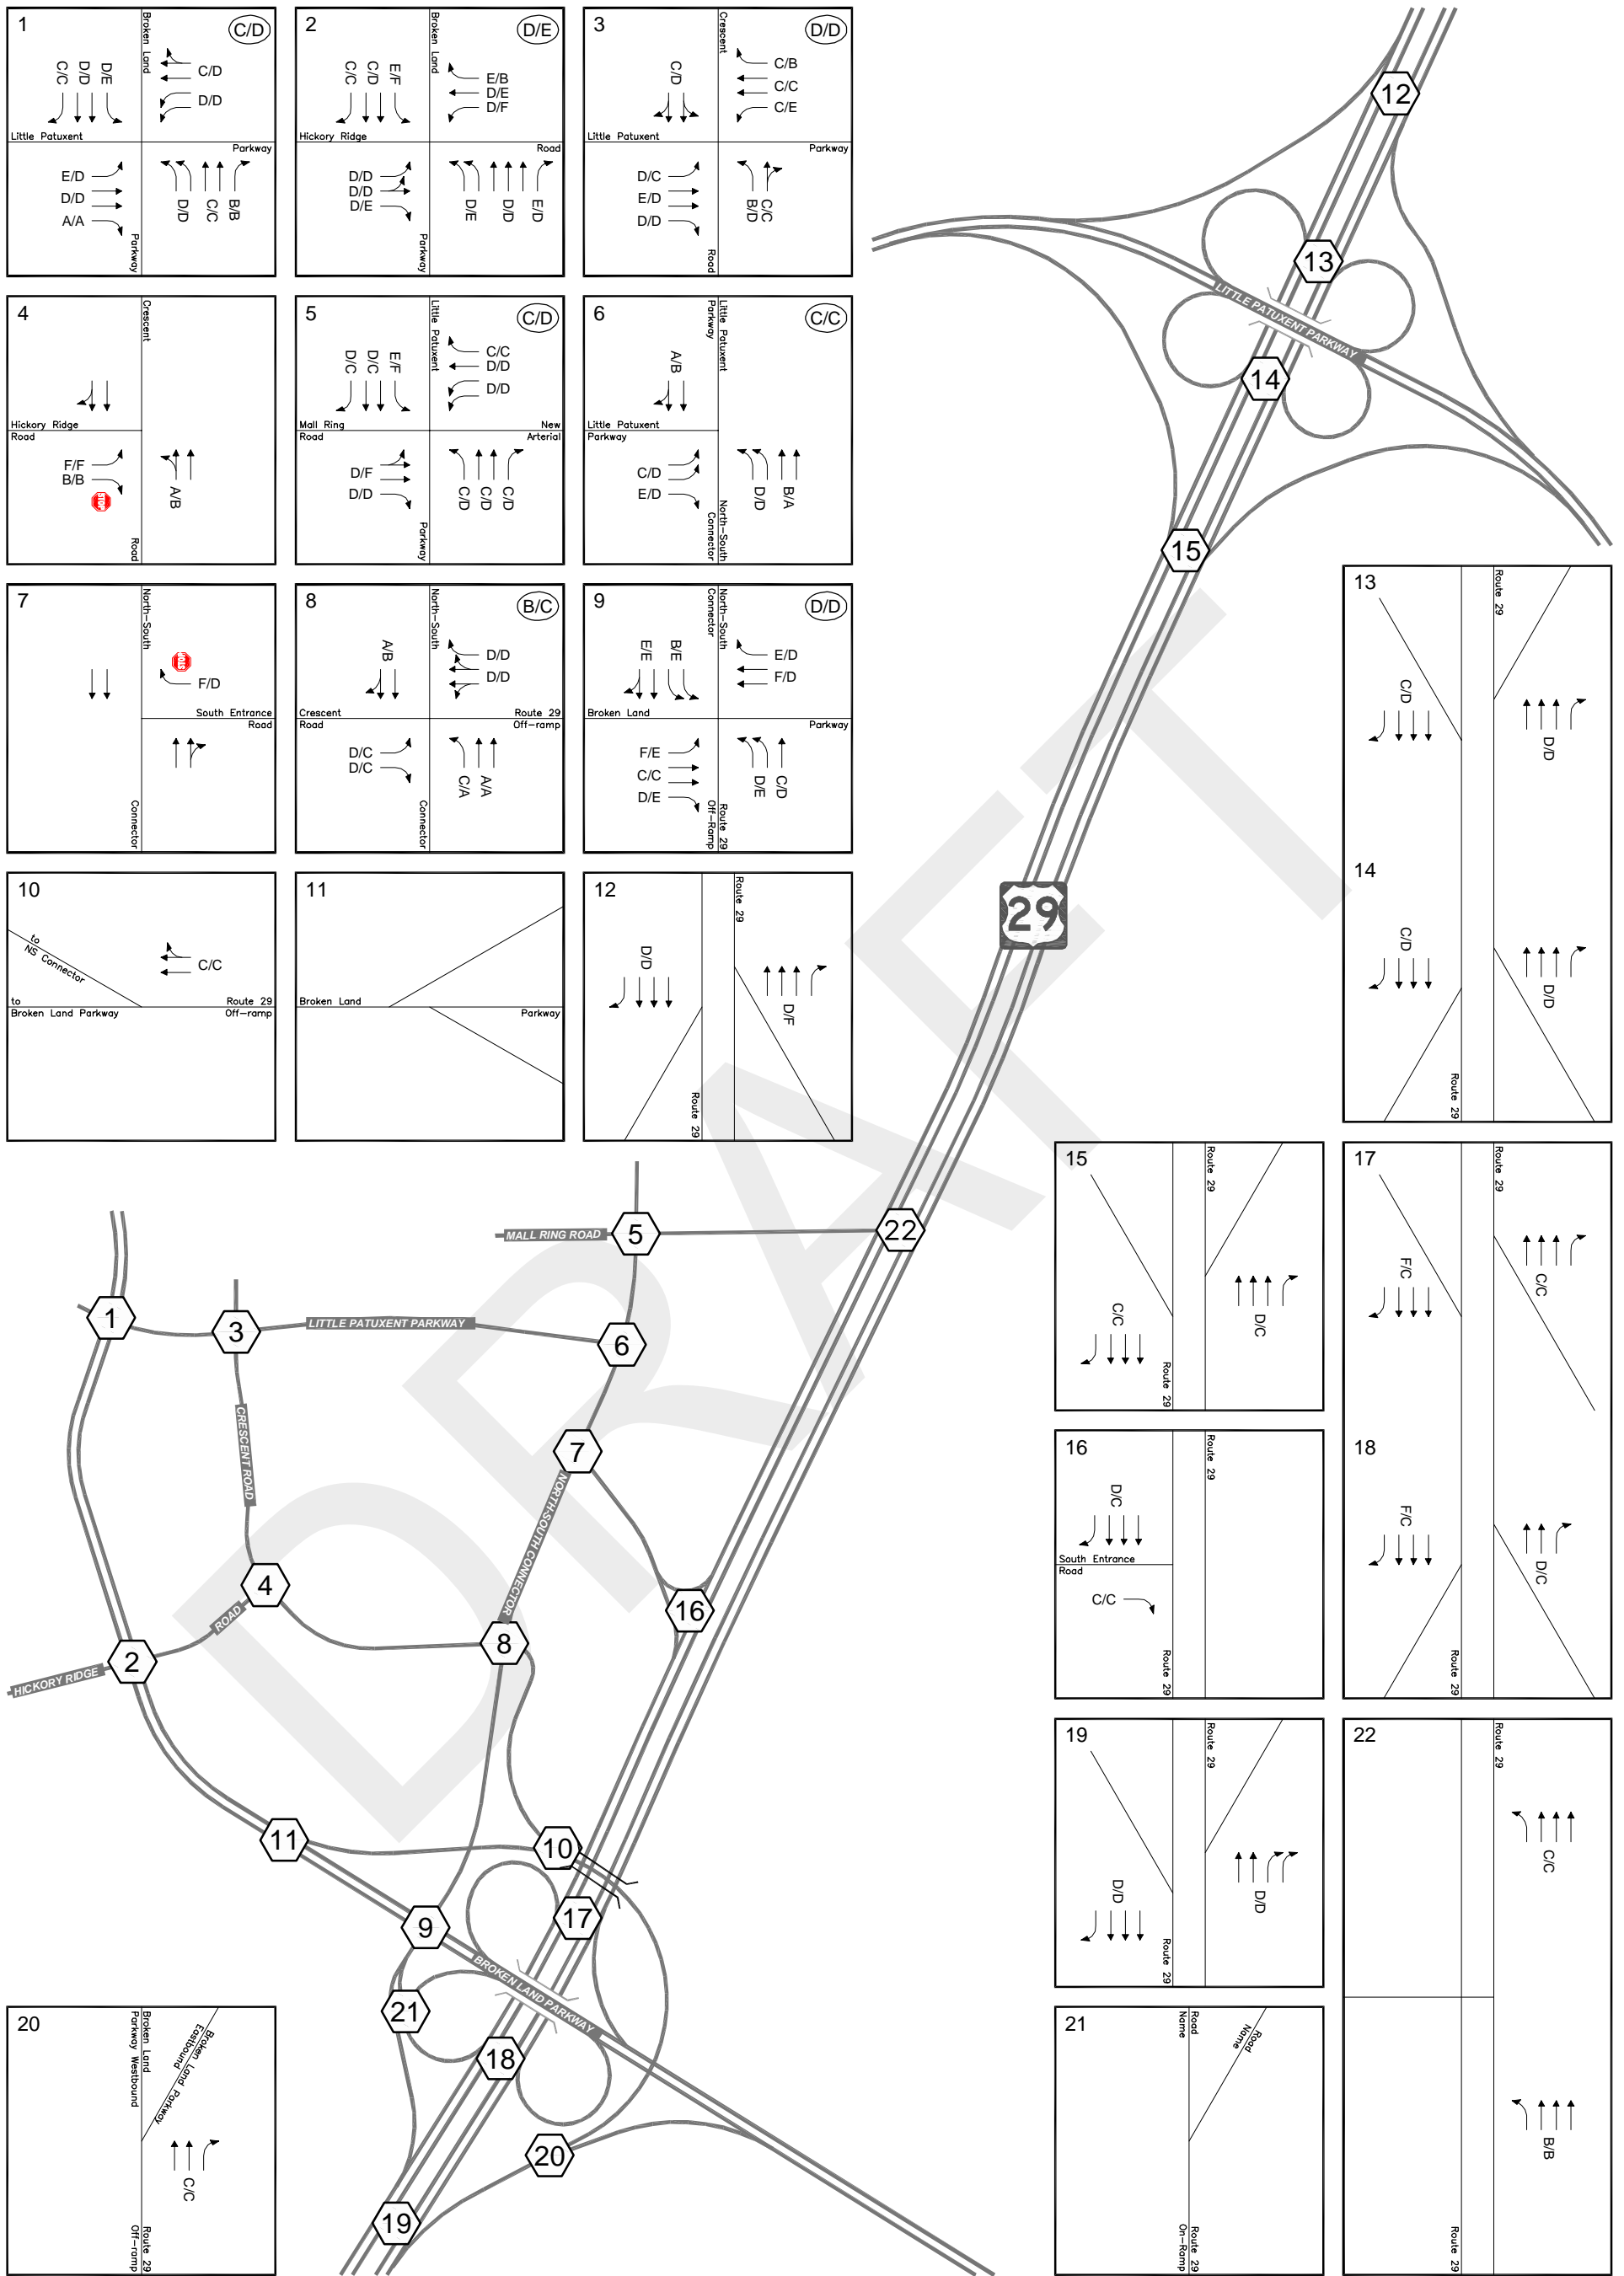 1
C/D
Broken Land
C/C
D/D
D/E
C/D
D/D
Little Patuxent
Parkway
E/D
D/D
A/A
D/D
C/C
B/B
Parkway
2
D/E
Broken Land
C/C
C/D
E/F
E/B
D/E
D/F
Hickory Ridge
Road
D/D
D/D
D/E
D/E
D/D
E/D
Parkway
3
D/D
Crescent
C/D
C/B
C/C
C/E
Little Patuxent
Parkway
D/C
E/D
D/D
B/D
C/C
Road
4
Crescent
Hickory Ridge
Road
F/F
B/B
STOP
A/B
Road
5
C/D
Little Patuxent
D/C
D/C
E/F
C/C
D/D
D/D
Mall Ring
Road
New
Arterial
D/F
D/D
C/D
C/D
C/D
Parkway
6
C/C
Little Patuxent
Parkway
A/B
Little Patuxent
Parkway
C/D
E/D
D/D
B/A
North-South
Connector
7
North-South
STOP
F/D
South Entrance
Road
Connector
8
B/C
North-South
A/B
D/D
D/D
Crescent
Road
Route 29
Off-ramp
D/C
D/C
C/A
A/A
Connector
9
D/D
North-South
Connector
E/E
B/E
E/D
F/D
Broken Land
Parkway
F/E
C/C
D/E
D/E
C/D
Route 29
Off-Ramp
10
to
NS Connector
C/C
to
Broken Land Parkway
Route 29
Off-ramp
11
Broken Land
Parkway
12
Route 29
D/D
D/F
Route 29
13
Route 29
C/D
D/D
14
C/D
D/D
Route 29
15
Route 29
C/C
D/C
Route 29
16
Route 29
D/C
South Entrance
Road
C/C
Route 29
17
Route 29
F/C
C/C
18
F/C
D/C
Route 29
19
Route 29
D/D
D/D
Route 29
20
Broken Land
Parkway Westbound
Broken Land Parkway
Eastbound
C/C
Route 29
Off-ramp
21
Road
Name
Road
Name
Route 29
On-Ramp
22
Route 29
C/C
B/B
Route 29
12
13
LITTLE PATUXENT PARKWAY
14
15
29
22
MALL RING ROAD
5
1
3
LITTLE PATUXENT PARKWAY
6
CRESCENT ROAD
7
NORTH-SOUTH CONNECTOR
4
ROAD
16
8
2
HICKORY RIDGE
11
10
17
9
BROKEN LAND PARKWAY
21
18
20
19
DRAFT